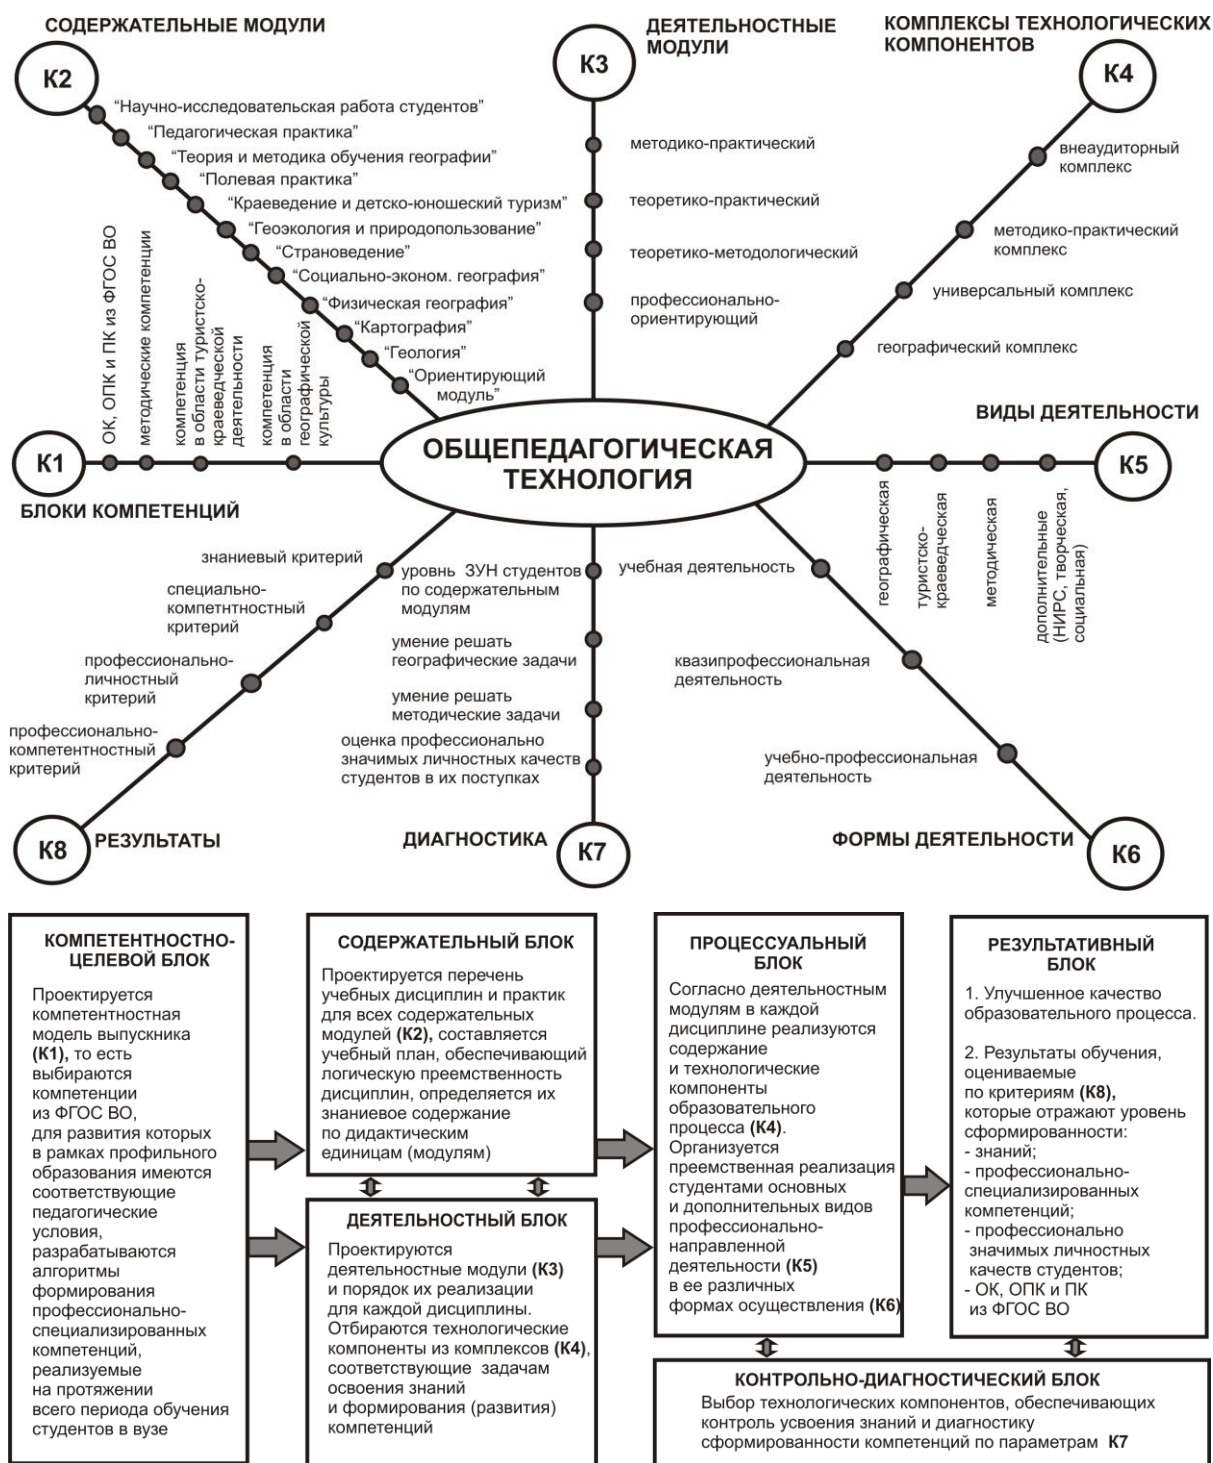 СОДЕРЖАТЕЛЬНЫЕ МОДУЛИ
К2
“Научно-исследовательская работа студентов”
“Педагогическая практика”
“Теория и методика обучения географии”
“Полевая практика”
“Краеведение и детско-юношеский туризм”
“Геоэкология и природопользование”
“Страноведение”
“Социально-эконом. география”
“Физическая география”
“Картография”
“Геология”
“Ориентирующий
модуль”
ДЕЯТЕЛЬНОСТНЫЕ
МОДУЛИ
К3
методико-практический
теоретико-практический
теоретико-методологический
профессионально-
ориентирующий
КОМПЛЕКСЫ ТЕХНОЛОГИЧЕСКИХ
КОМПОНЕНТОВ
К4
внеаудиторный
комплекс
методико-практический
комплекс
универсальный комплекс
географический комплекс
ОК, ОПК и ПК из ФГОС ВО
методические компетенции
компетенция
в области туристско-
краеведческой
деятельности
компетенция
в области
географической
культуры
К1
БЛОКИ КОМПЕТЕНЦИЙ
ОБЩЕПЕДАГОГИЧЕСКАЯ
ТЕХНОЛОГИЯ
ВИДЫ ДЕЯТЕЛЬНОСТИ
К5
географическая
туристско-
краеведческая
методическая
дополнительные
(НИРС, творческая,
социальная)
знаниевый критерий
специально-
компетнтностный
критерий
профессионально-
личностный
критерий
профессионально-
компетентностный
критерий
К8
РЕЗУЛЬТАТЫ
уровнь ЗУН студентов
по содержательным
модулям
умение решать
географические задачи
умение решать
методические задачи
оценка профессионально
значимых личностных качеств
студентов в их поступках
ДИАГНОСТИКА
К7
учебная деятельность
квазипрофессиональная
деятельность
учебно-профессиональная
деятельность
ФОРМЫ ДЕЯТЕЛЬНОСТИ
К6
КОМПЕТЕНТНОСТНО-
ЦЕЛЕВОЙ БЛОК
Проектируется
компетентностная
модель выпускника
(К1), то есть
выбираются
компетенции
из ФГОС ВО,
для развития которых
в рамках профильного
образования имеются
соответствующие
педагогические
условия,
разрабатываются
алгоритмы
формирования
профессионально-
специализированных
компетенций,
реализуемые
на протяжении
всего периода обучения
студентов в вузе
СОДЕРЖАТЕЛЬНЫЙ БЛОК
Проектируется перечень
учебных дисциплин и практик
для всех содержательных
модулей (К2), составляется
учебный план, обеспечивающий
логическую преемственность
дисциплин, определяется их
знаниевое содержание
по дидактическим
единицам (модулям)
ДЕЯТЕЛЬНОСТНЫЙ БЛОК
Проектируются
деятельностные модули (К3)
и порядок их реализации
для каждой дисциплины.
Отбираются технологические
компоненты из комплексов (К4),
соответствующие задачам
освоения знаний
и формирования (развития)
компетенций
ПРОЦЕССУАЛЬНЫЙ
БЛОК
Согласно деятельностным
модулям в каждой
дисциплине реализуются
содержание
и технологические
компоненты
образовательного
процесса (К4).
Организуется
преемственная реализация
студентами основных
и дополнительных видов
профессионально-
направленной
деятельности (К5)
в ее различных
формах осуществления (К6)
РЕЗУЛЬТАТИВНЫЙ
БЛОК
1. Улучшенное качество
образовательного процесса.
2. Результаты обучения,
оцениваемые
по критериям (К8),
которые отражают уровень
сформированности:
- знаний;
- профессионально-
специализированных
компетенций;
- профессионально
значимых личностных
качеств студентов;
- ОК, ОПК и ПК
из ФГОС ВО
КОНТРОЛЬНО-ДИАГНОСТИЧЕСКИЙ БЛОК
Выбор технологических компонентов, обеспечивающих
контроль усвоения знаний и диагностику
сформированности компетенций по параметрам К7